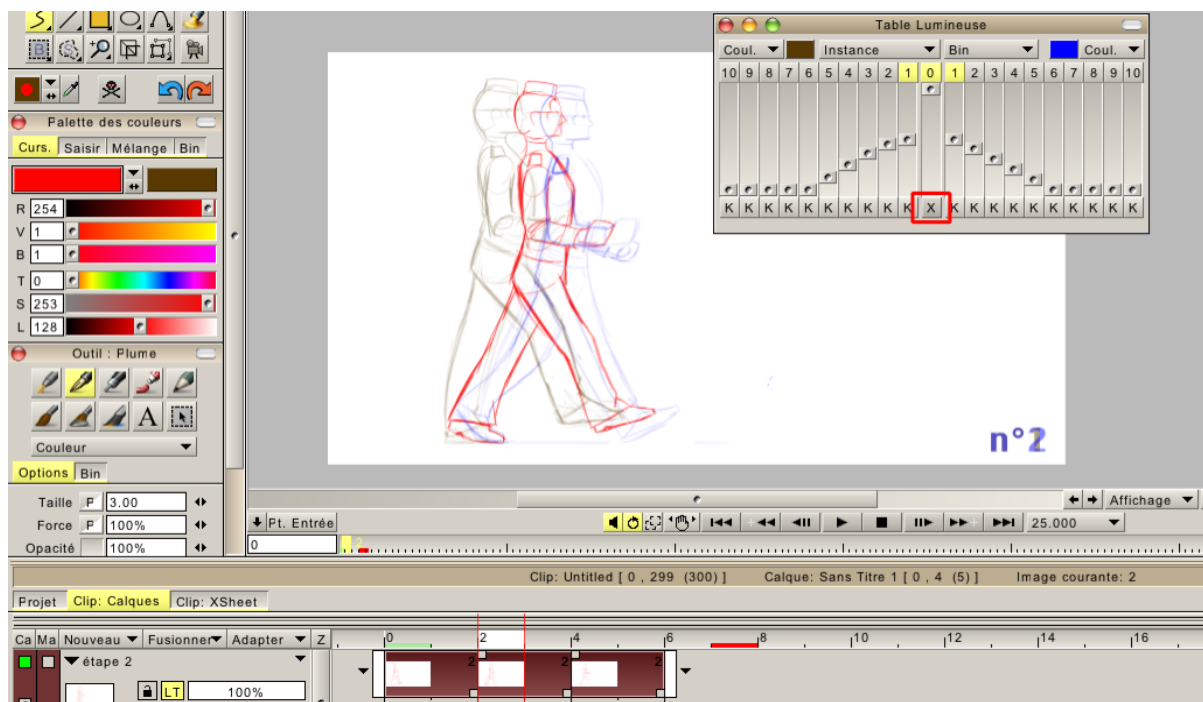 Table Lumineuse
Coul. Instance Bin Coul.
10 9 8 7 6 5 4 3 2 1 0 1 2 3 4 5 6 7 8 9 10
K K K K K K K K K K X K K K K K K K K K K
Palette des couleurs
Curs. Saisir Mélange Bin
R 254
V 1
B 1
T 0
S 253
L 128
Outil : Plume
A
Couleur
Options Bin
Taille P 3.00
Force P 100%
Opacité 100%
n°
Affichage
Pt. Entrée
25.000
0
2
Clip: Untitled [ 0 , 299 (300) ] Calque: Sans Titre 1 [ 0 , 4 (5) ] Image courante: 2
Projet Clip: Calques Clip: XSheet
Ca Ma Nouveau Fusionner Adapter Z 0 2 4 6 8 10 12 14 16
étape 2 2 2 2
LT 100%